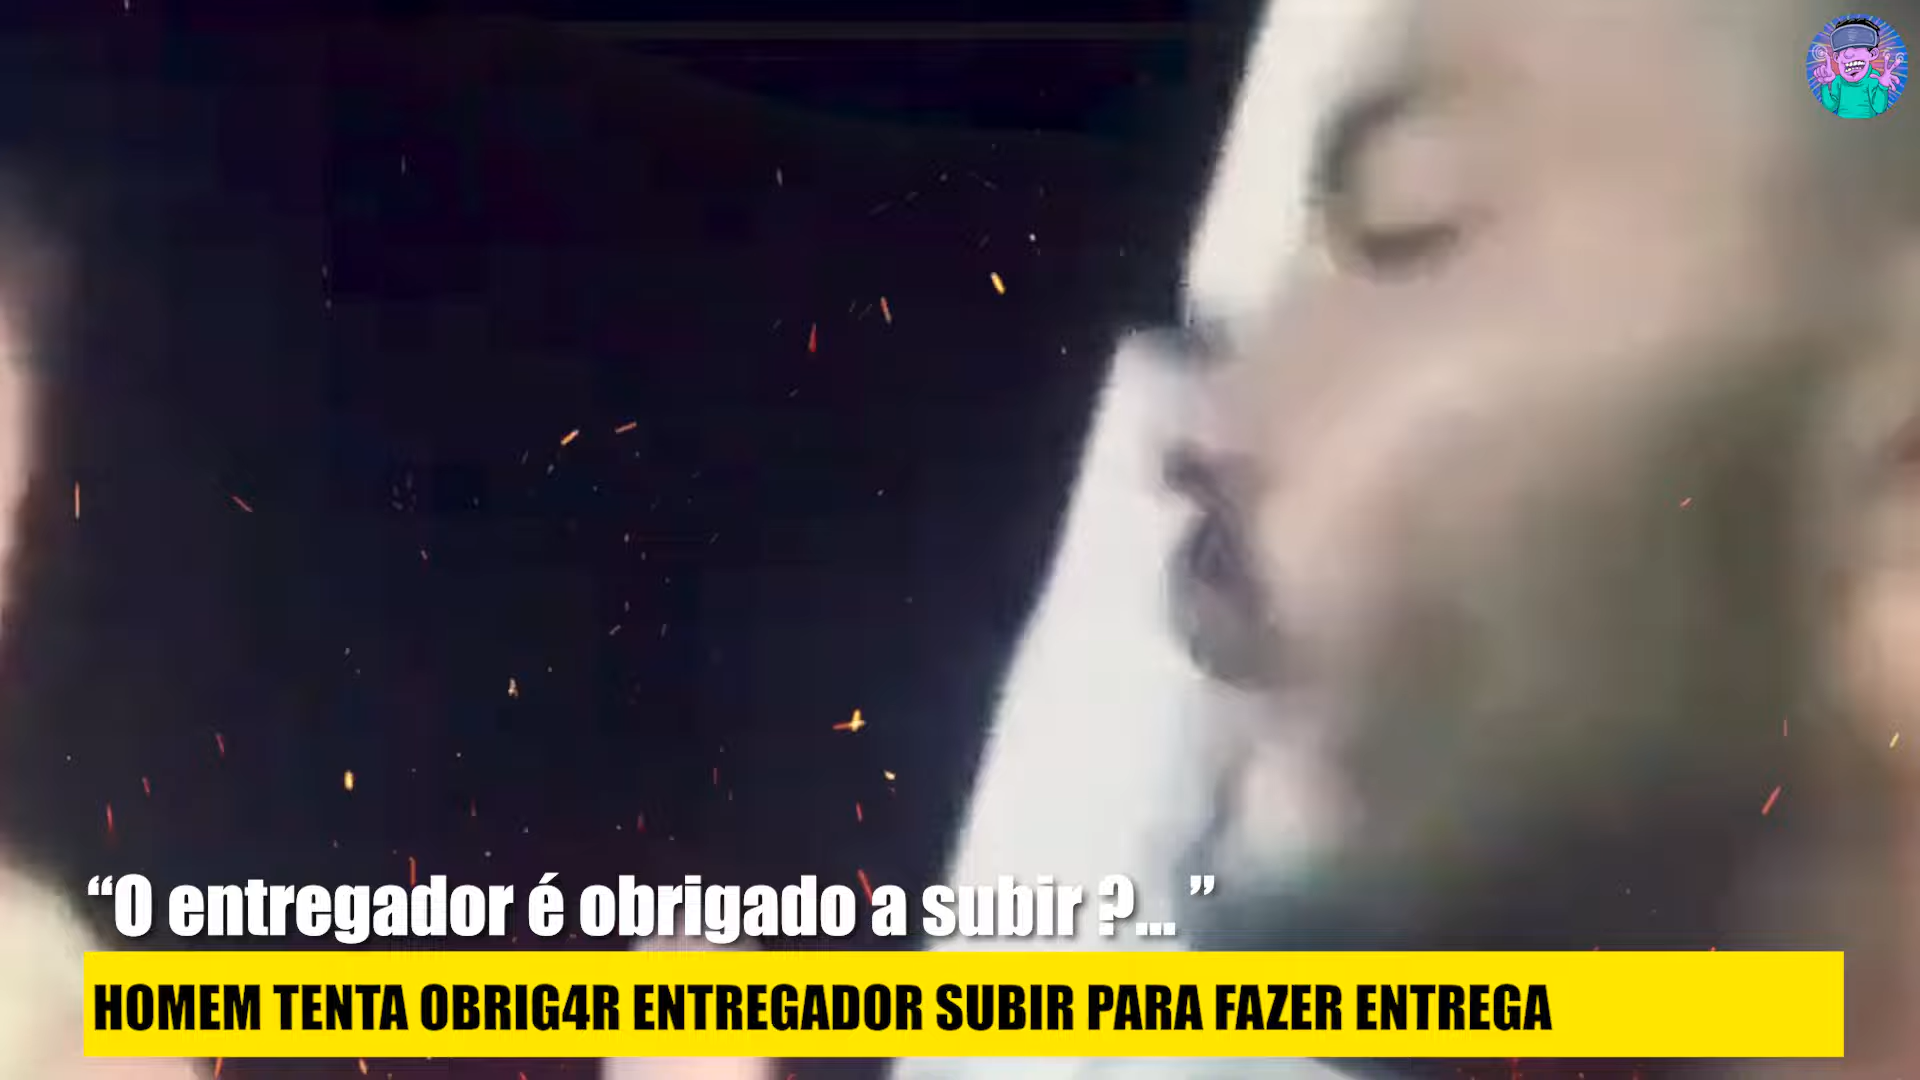 “O entregador é obrigado a subir ?... ”
HOMEM TENTA OBRIG4R ENTREGADOR SUBIR PARA FAZER ENTREGA